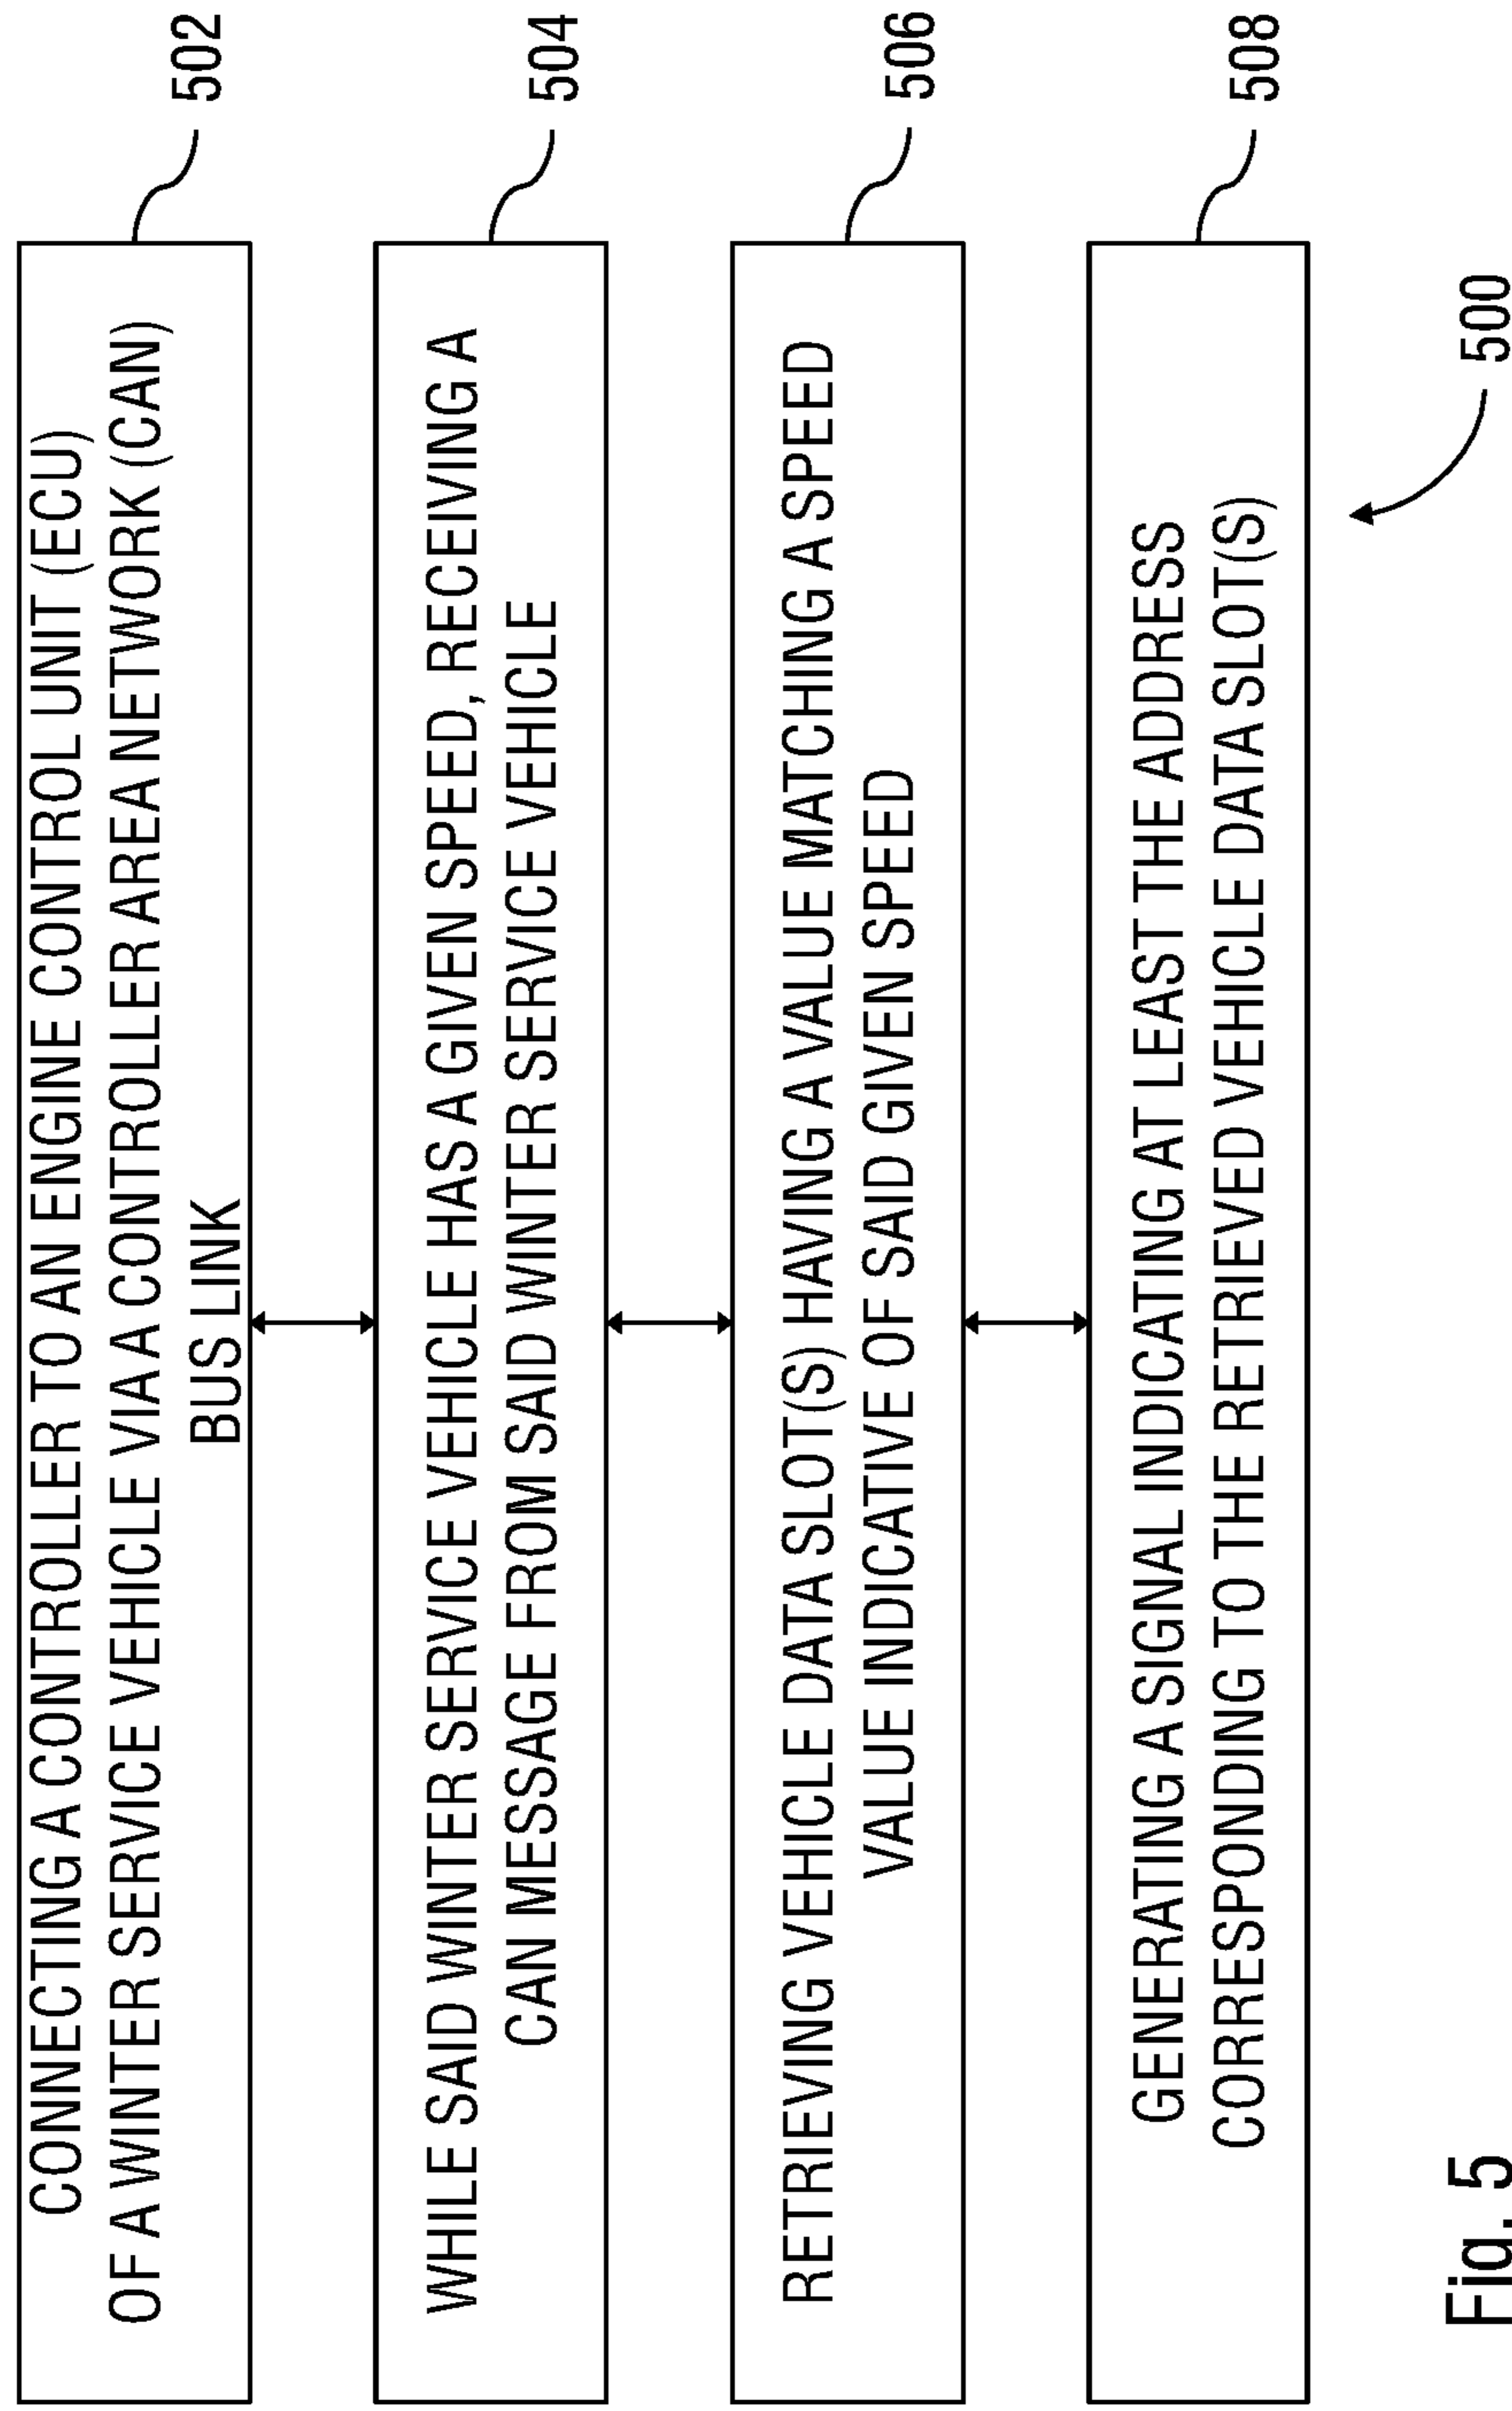 CONNECTING A CONTROLLER TO AN ENGINE CONTROL UNIT (ECU)
OF A WINTER SERVICE VEHICLE VIA A CONTROLLER AREA NETWORK (CAN)
BUS LINK
502
WHILE SAID WINTER SERVICE VEHICLE HAS A GIVEN SPEED, RECEIVING A
CAN MESSAGE FROM SAID WINTER SERVICE VEHICLE
504
RETRIEVING VEHICLE DATA SLOT(S) HAVING A VALUE MATCHING A SPEED
VALUE INDICATIVE OF SAID GIVEN SPEED
506
GENERATING A SIGNAL INDICATING AT LEAST THE ADDRESS
CORRESPONDING TO THE RETRIEVED VEHICLE DATA SLOT(S)
508
500
Fig. 5